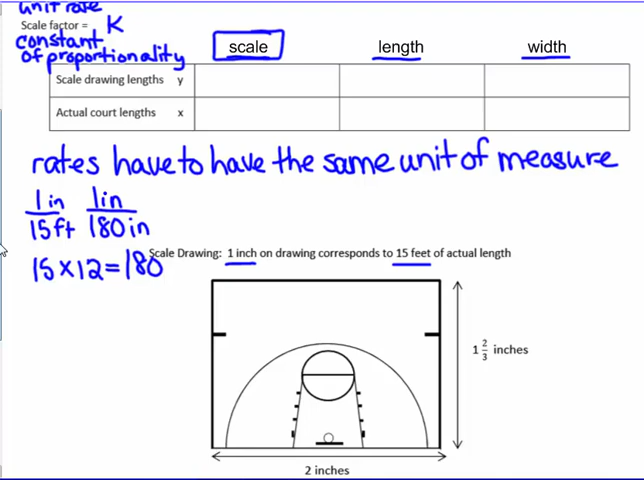 unit rate
Scale factor = K
constant
of proportionality
scale length width
Scale drawing lengths y
Actual court lengths x
rates have to have the same unit of measure
1 in 1 in
15 ft 180 in
15 x 12 = 180
Scale Drawing: 1 inch on drawing corresponds to 15 feet of actual length
1 2/3 inches
2 inches